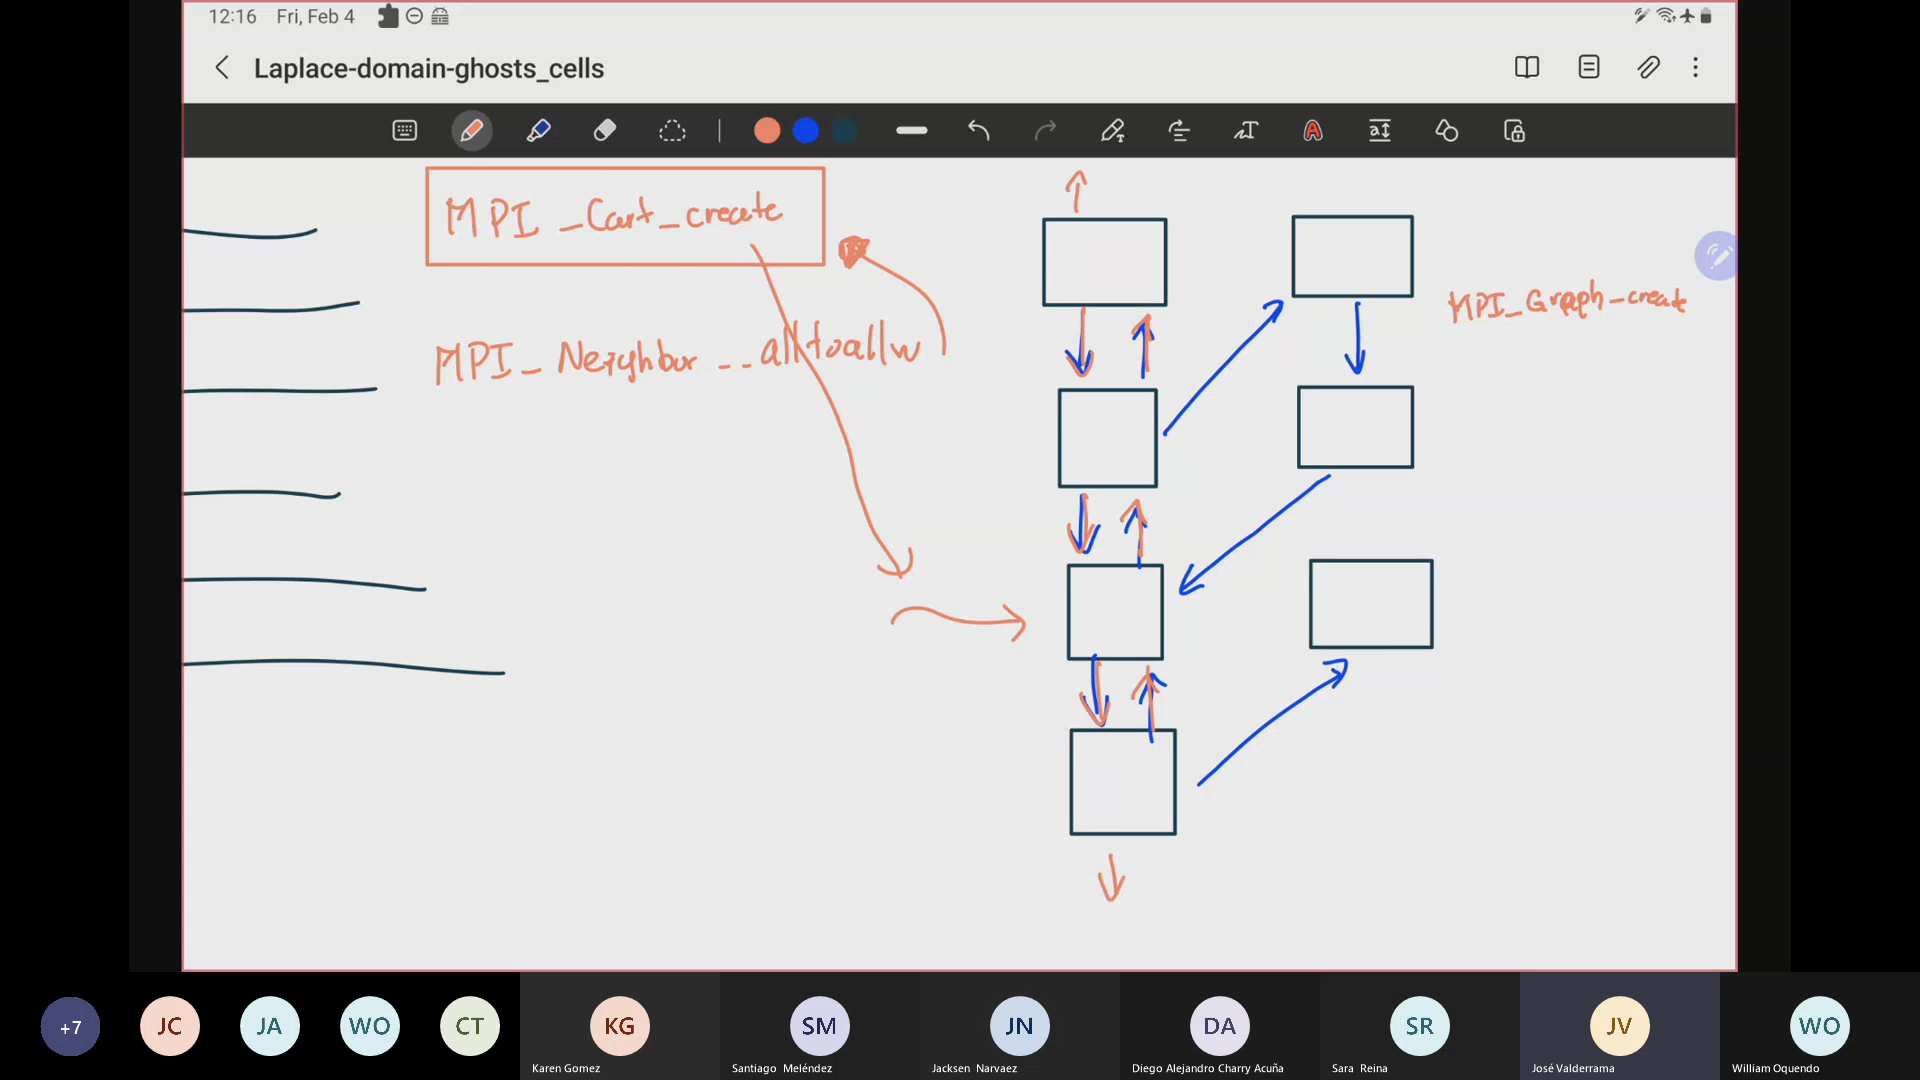 12:16 Fri, Feb 4
Laplace-domain-ghosts_cells
MPI_Cart_create
MPI_Graph_create
MPI_Neighbor__alltoallw
+7
JC
JA
WO
CT
KG
SM
JN
DA
SR
JV
WO
Karen Gomez
Santiago Meléndez
Jacksen Narvaez
Diego Alejandro Charry Acuña
Sara Reina
José Valderrama
William Oquendo